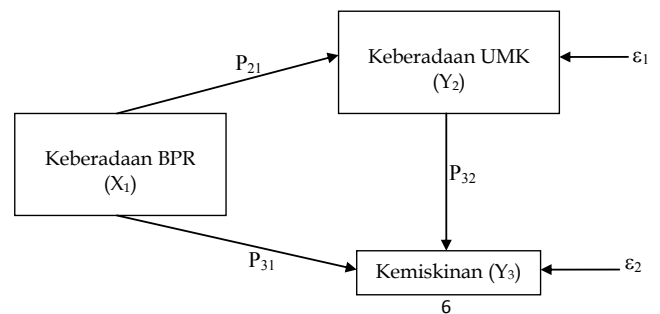 Keberadaan UMK
(Y₂)
ε₁
P₂₁
Keberadaan BPR
(X₁)
P₃₂
P₃₁
Kemiskinan (Y₃)
ε₂
6